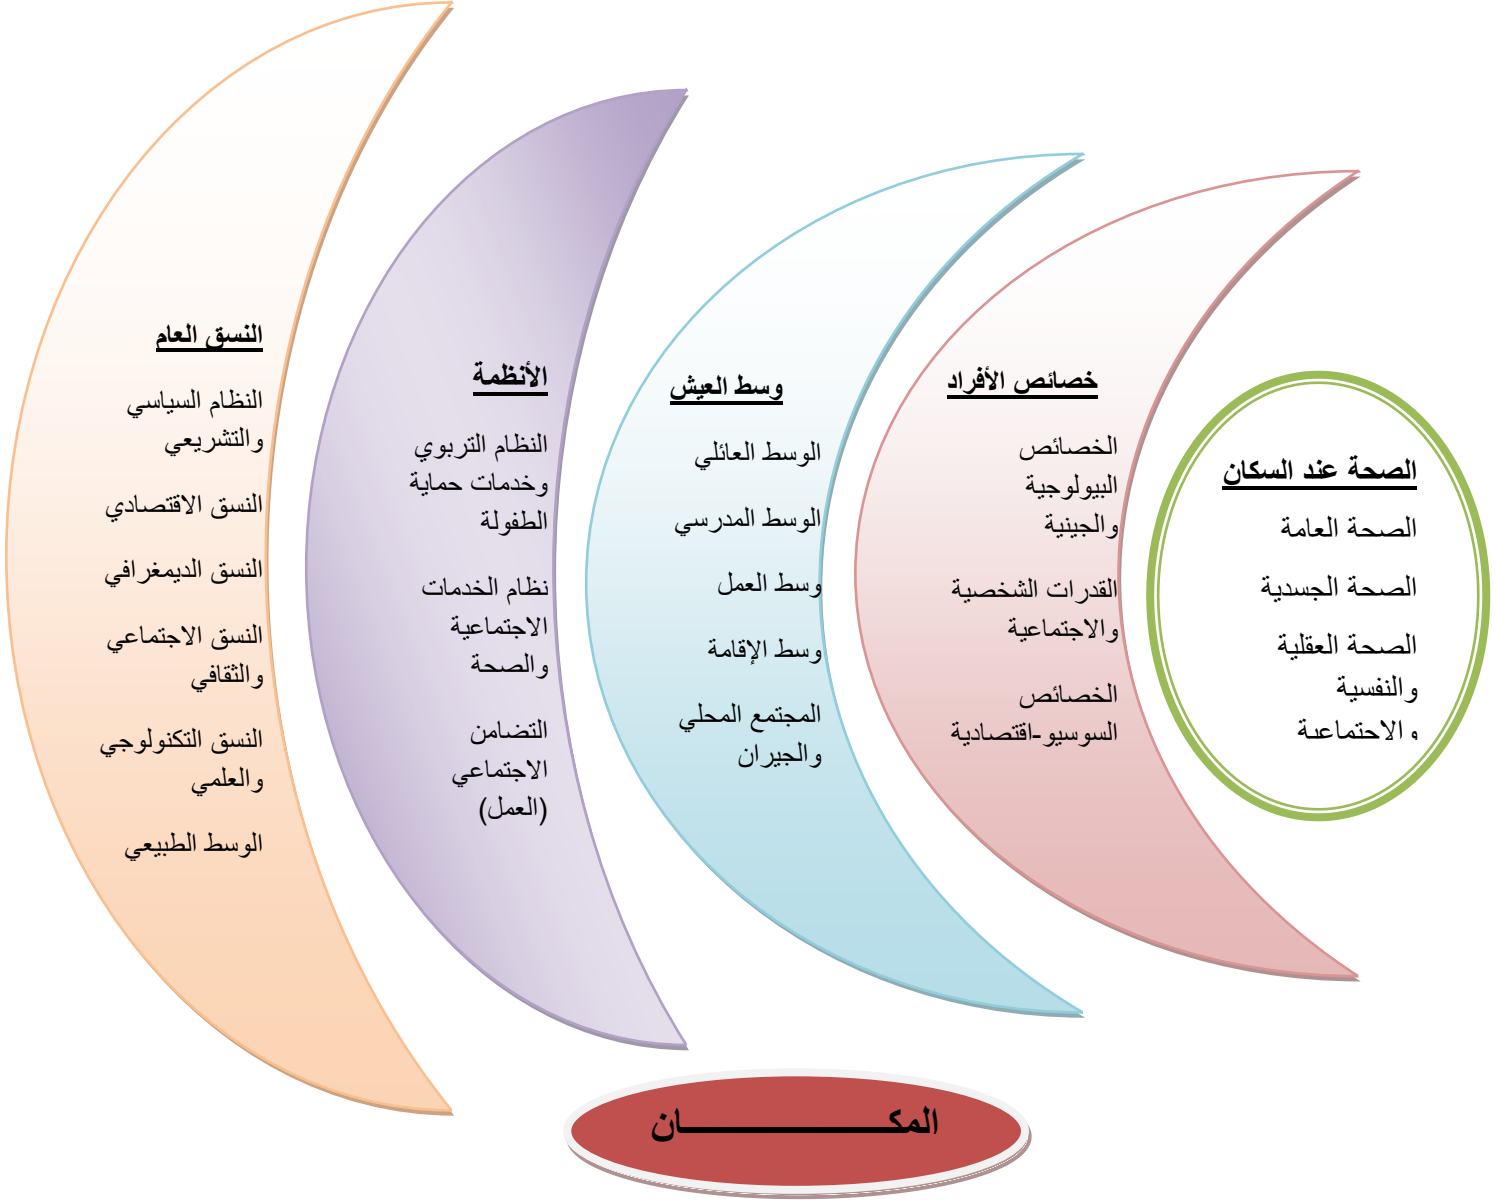 الصحة عند السكان
الصحة العامة
الصحة الجسدية
الصحة العقلية
والنفسية
والاجتماعية
خصائص الأفراد
الخصائص
البيولوجية
والجينية
القدرات الشخصية
والاجتماعية
الخصائص
السوسيو-اقتصادية
وسط العيش
الوسط العائلي
الوسط المدرسي
وسط العمل
وسط الإقامة
المجتمع المحلي
والجيران
الأنظمة
النظام التربوي
وخدمات حماية
الطفولة
نظام الخدمات
الاجتماعية
والصحة
التضامن
الاجتماعي
(العمل)
النسق العام
النظام السياسي
والتشريعي
النسق الاقتصادي
النسق الديمغرافي
النسق الاجتماعي
والثقافي
النسق التكنولوجي
والعلمي
الوسط الطبيعي
المكـــــــــــــان